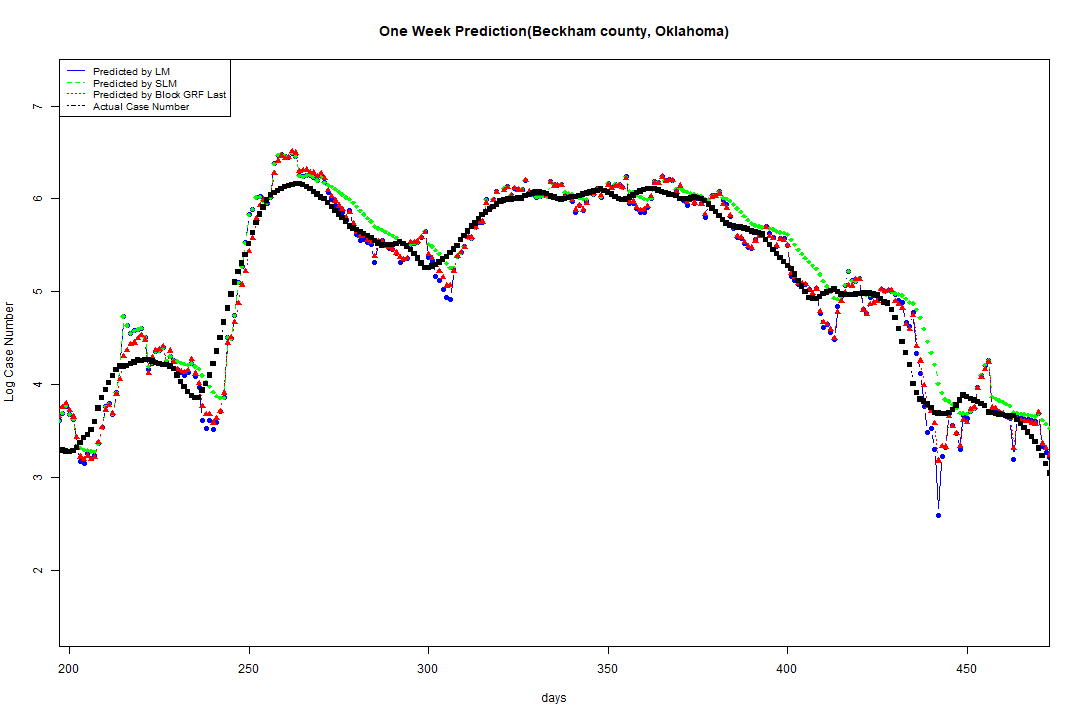 One Week Prediction(Beckham county, Oklahoma)
Predicted by LM
Predicted by SLM
Predicted by Block GRF Last
Actual Case Number
7
6
5
4
3
2
Log Case Number
200 250 300 350 400 450
days